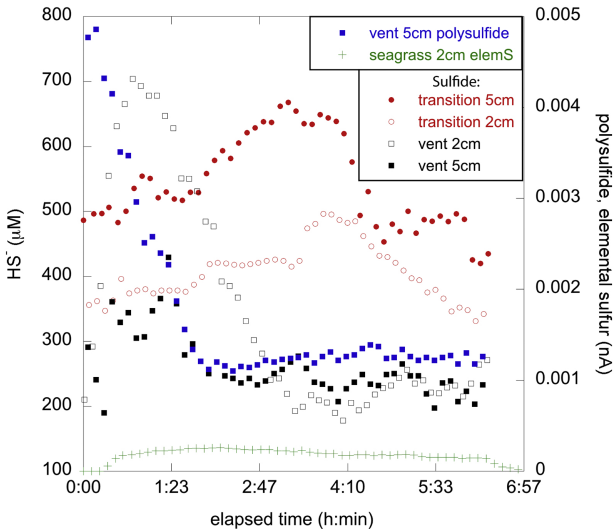 800
700
600
500
400
300
200
100
HS⁻ (μM)
0:00
1:23
2:47
4:10
5:33
6:57
elapsed time (h:min)
vent 5cm polysulfide
seagrass 2cm elemS
Sulfide:
transition 5cm
transition 2cm
vent 2cm
vent 5cm
0.005
0.004
0.003
0.002
0.001
0
polysulfide, elemental sulfur (nA)